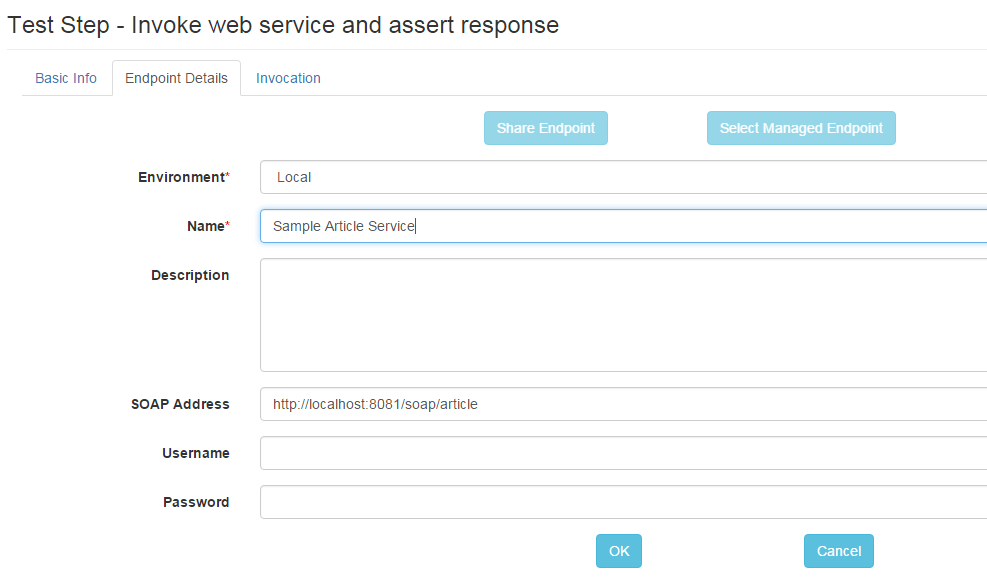 Test Step - Invoke web service and assert response
Basic Info Endpoint Details Invocation
Share Endpoint Select Managed Endpoint
Environment* Local
Name* Sample Article Service
Description
SOAP Address http://localhost:8081/soap/article
Username
Password
OK Cancel